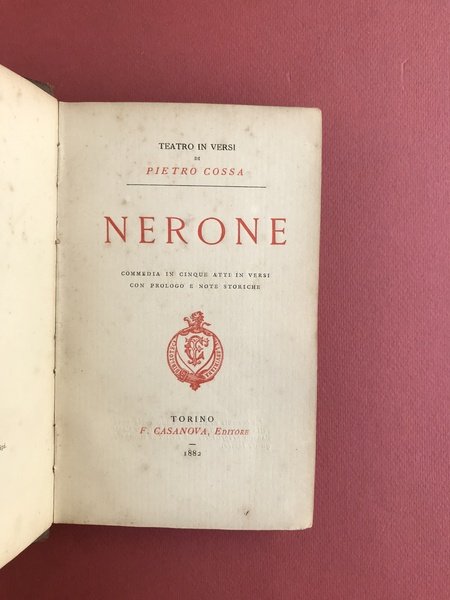 TEATRO IN VERSI
DI
PIETRO COSSA
NERONE
COMMEDIA IN CINQUE ATTI IN VERSI
CON PROLOGO E NOTE STORICHE
TORINO
F. CASANOVA, EDITORE
1882